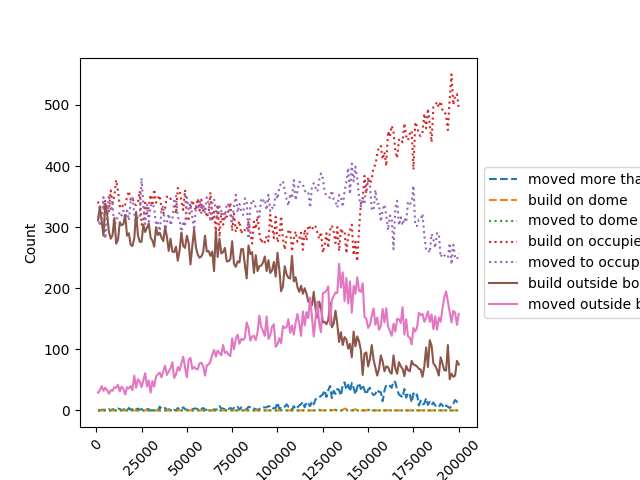 500
400
300
200
100
0
Count
0
25000
50000
75000
100000
125000
150000
175000
200000
moved more tha
build on dome
moved to dome
build on occupie
moved to occup
build outside bo
moved outside b